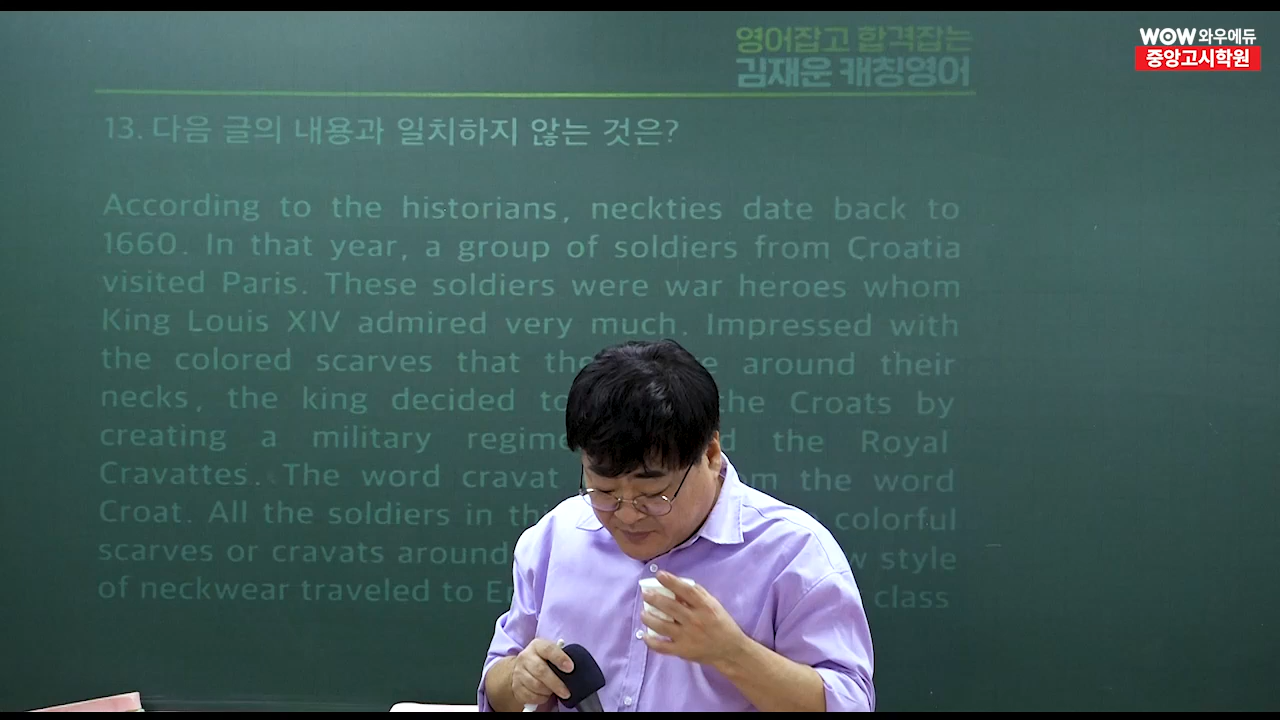 영어잡고 합격잡는
김재운 캐칭영어
WOW 와우에듀
중앙고시학원
13. 다음 글의 내용과 일치하지 않는 것은?
According to the historians, neckties date back to
1660. In that year, a group of soldiers from Croatia
visited Paris. These soldiers were war heroes whom
King Louis XIV admired very much. Impressed with
the colored scarves that around their
necks, the king decided to the Croats by
creating a military the Royal
Cravattes. The word cravat the word
Croat. All the soldiers in colorful
scarves or cravats around style
of neckwear traveled to class